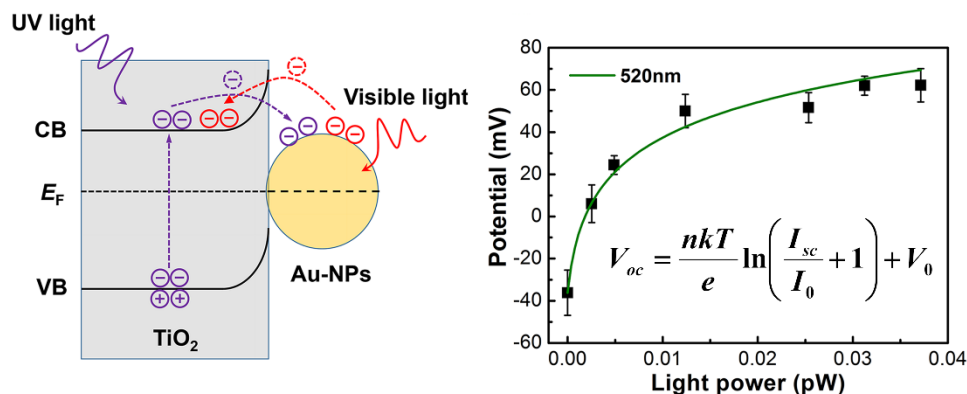 UV light
Visible light
CB
E_F
VB
Au-NPs
TiO₂
80
60
40
20
0
-20
-40
-60
Potential (mV)
520nm
V_oc = nkT/e ln(I_sc/I_0 + 1) + V_0
0.00 0.01 0.02 0.03 0.04
Light power (pW)